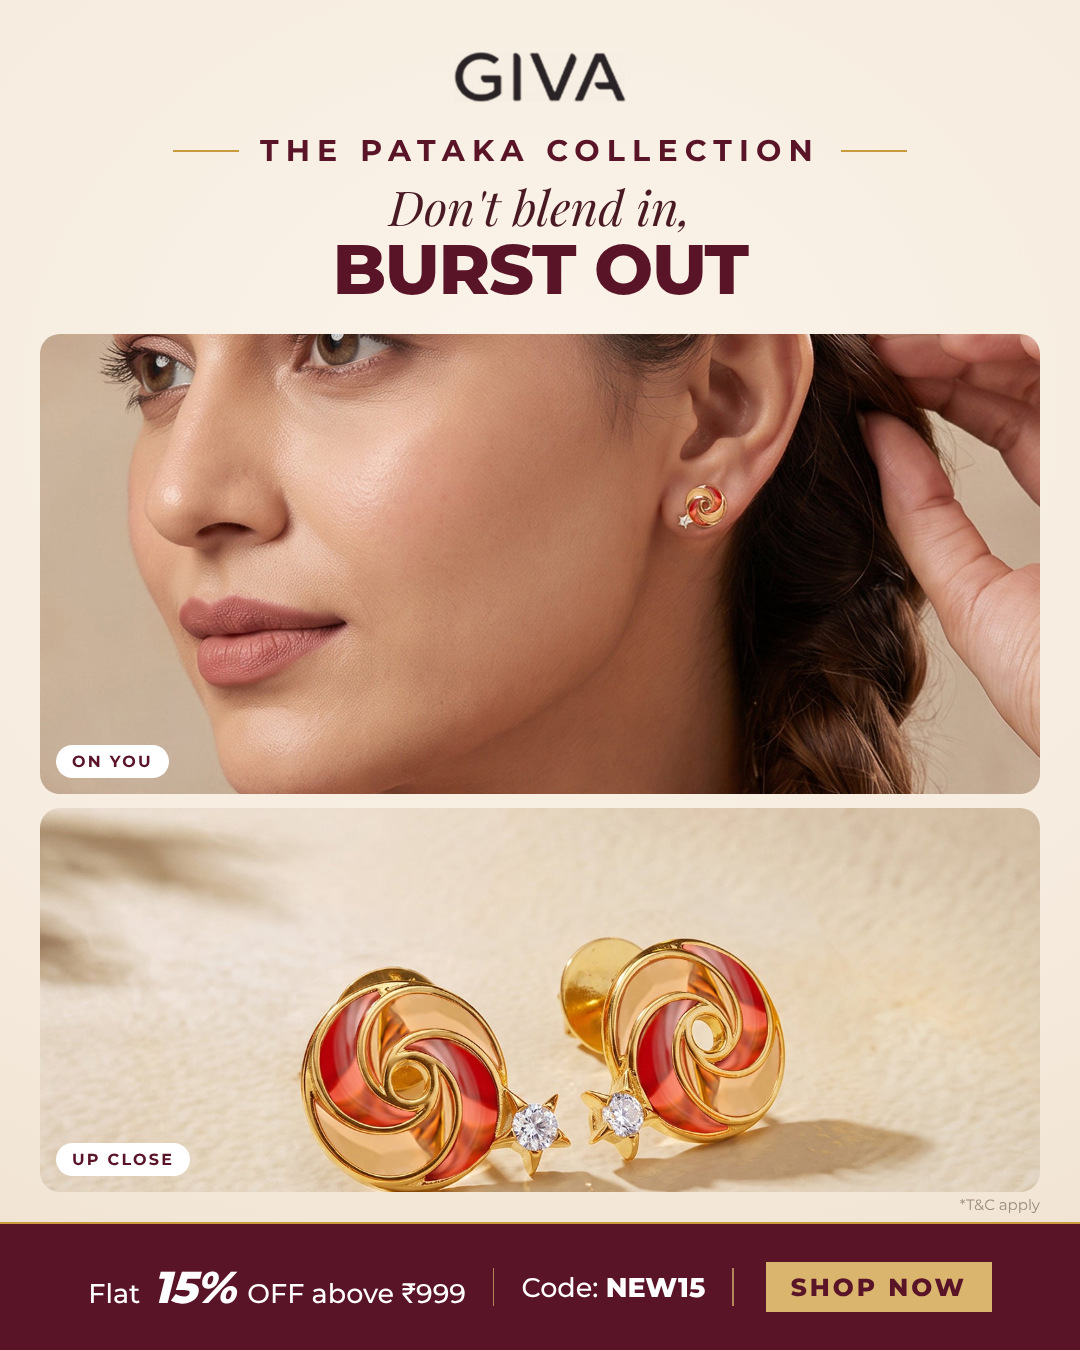 GIVA
THE PATAKA COLLECTION
Don't blend in,
BURST OUT
ON YOU
UP CLOSE
*T&C apply
Flat 15% OFF above ₹999
Code: NEW15
SHOP NOW